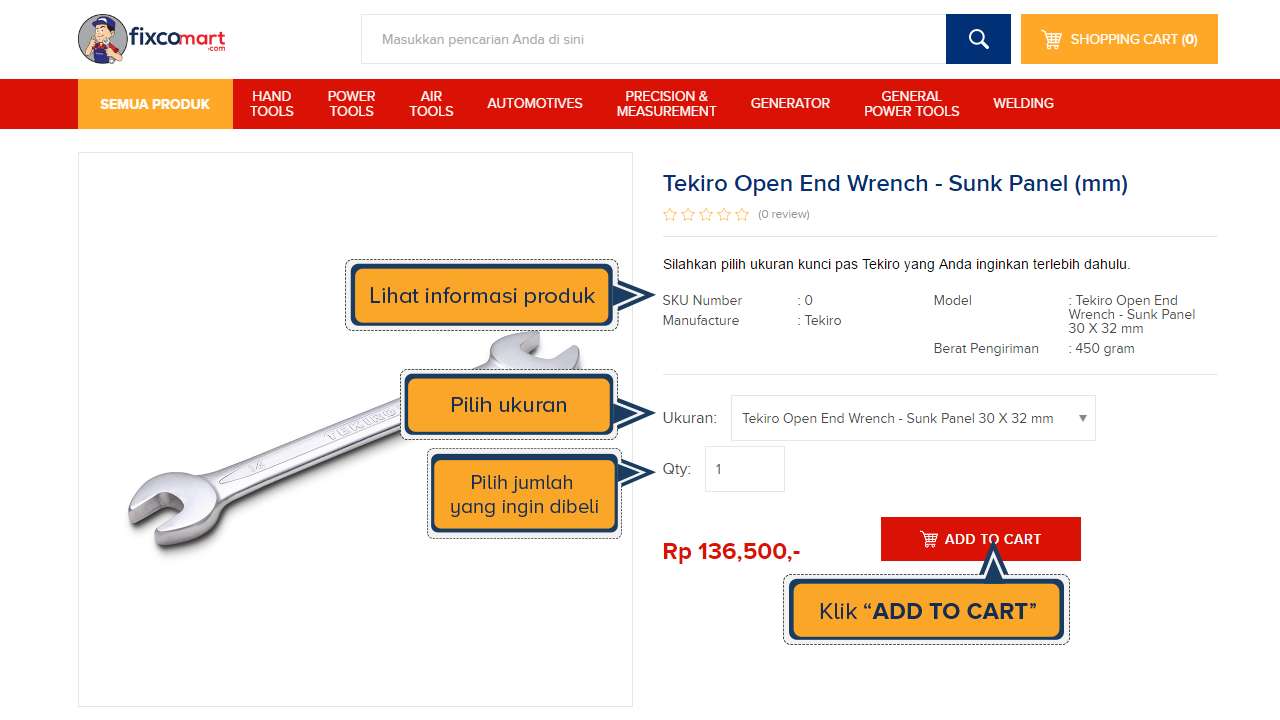 fixcomart
.com
Masukkan pencarian Anda di sini
SHOPPING CART (0)
SEMUA PRODUK
HAND
TOOLS
POWER
TOOLS
AIR
TOOLS
AUTOMOTIVES
PRECISION &
MEASUREMENT
GENERATOR
GENERAL
POWER TOOLS
WELDING
Tekiro Open End Wrench - Sunk Panel (mm)
(0 review)
Silahkan pilih ukuran kunci pas Tekiro yang Anda inginkan terlebih dahulu.
Lihat informasi produk
SKU Number : 0
Manufacture : Tekiro
Model : Tekiro Open End
Wrench - Sunk Panel
30 X 32 mm
Berat Pengiriman : 450 gram
TEKIRO
14
Pilih ukuran
Ukuran: Tekiro Open End Wrench - Sunk Panel 30 X 32 mm
Pilih jumlah
yang ingin dibeli
Qty: 1
Rp 136,500,-
ADD TO CART
Klik “ADD TO CART”